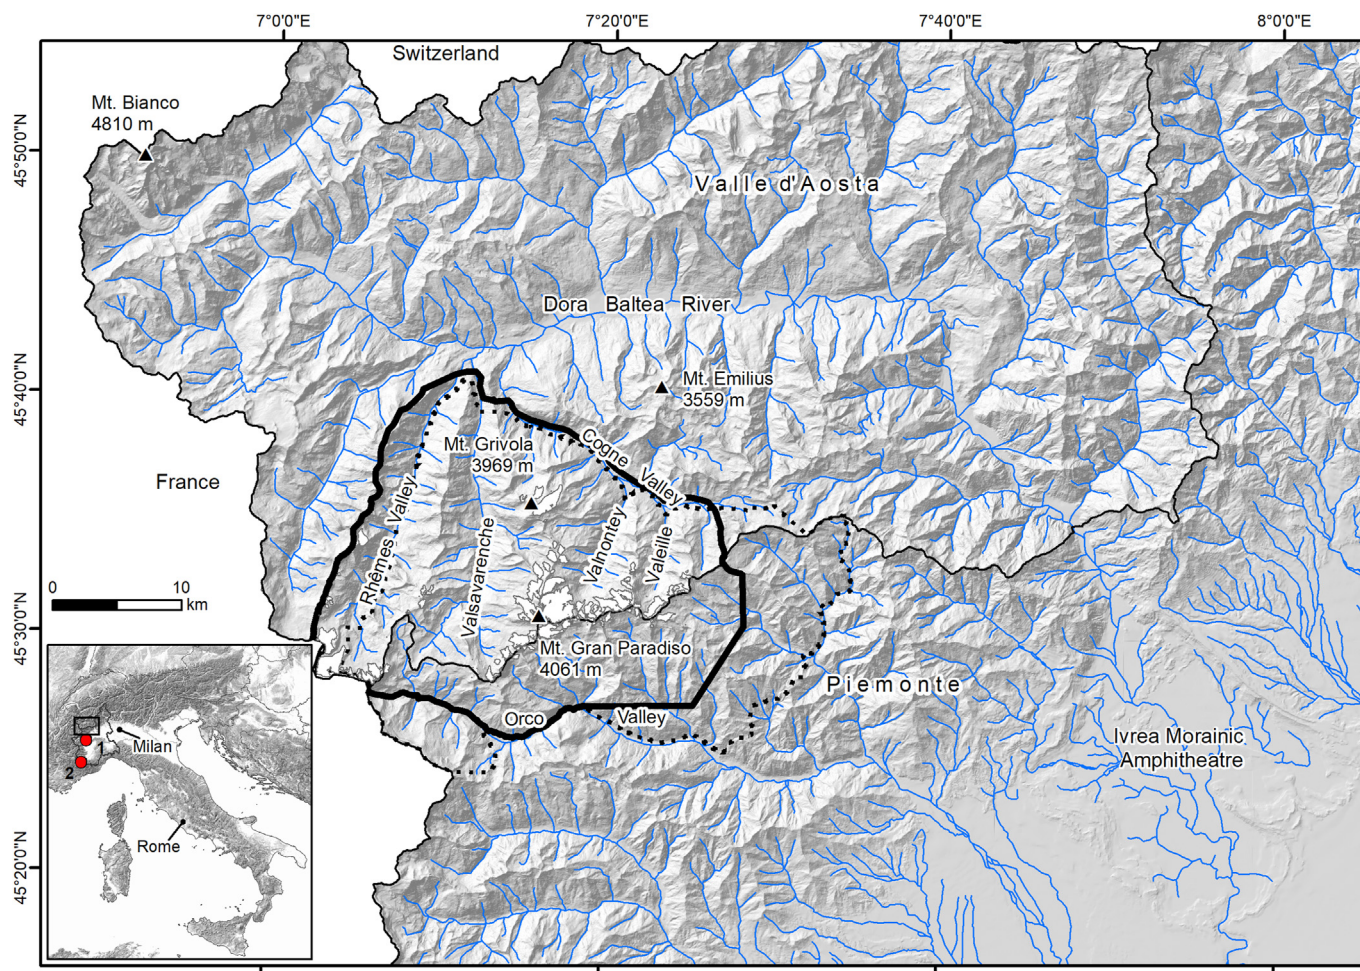 7°0'0"E
7°20'0"E
7°40'0"E
8°0'0"E
Switzerland
Mt. Bianco
4810 m
45°50'0"N
Valle d'Aosta
Dora Baltea River
45°40'0"N
Mt. Emilius
3559 m
Mt. Grivola
3969 m
Cogne Valley
France
Rhêmes Valley
Valsavarenche
Valnontey
Valeille
0
10
km
45°30'0"N
Mt. Gran Paradiso
4061 m
Piemonte
Orco
Valley
Ivrea Morainic
Amphitheatre
1
Milan
2
Rome
45°20'0"N